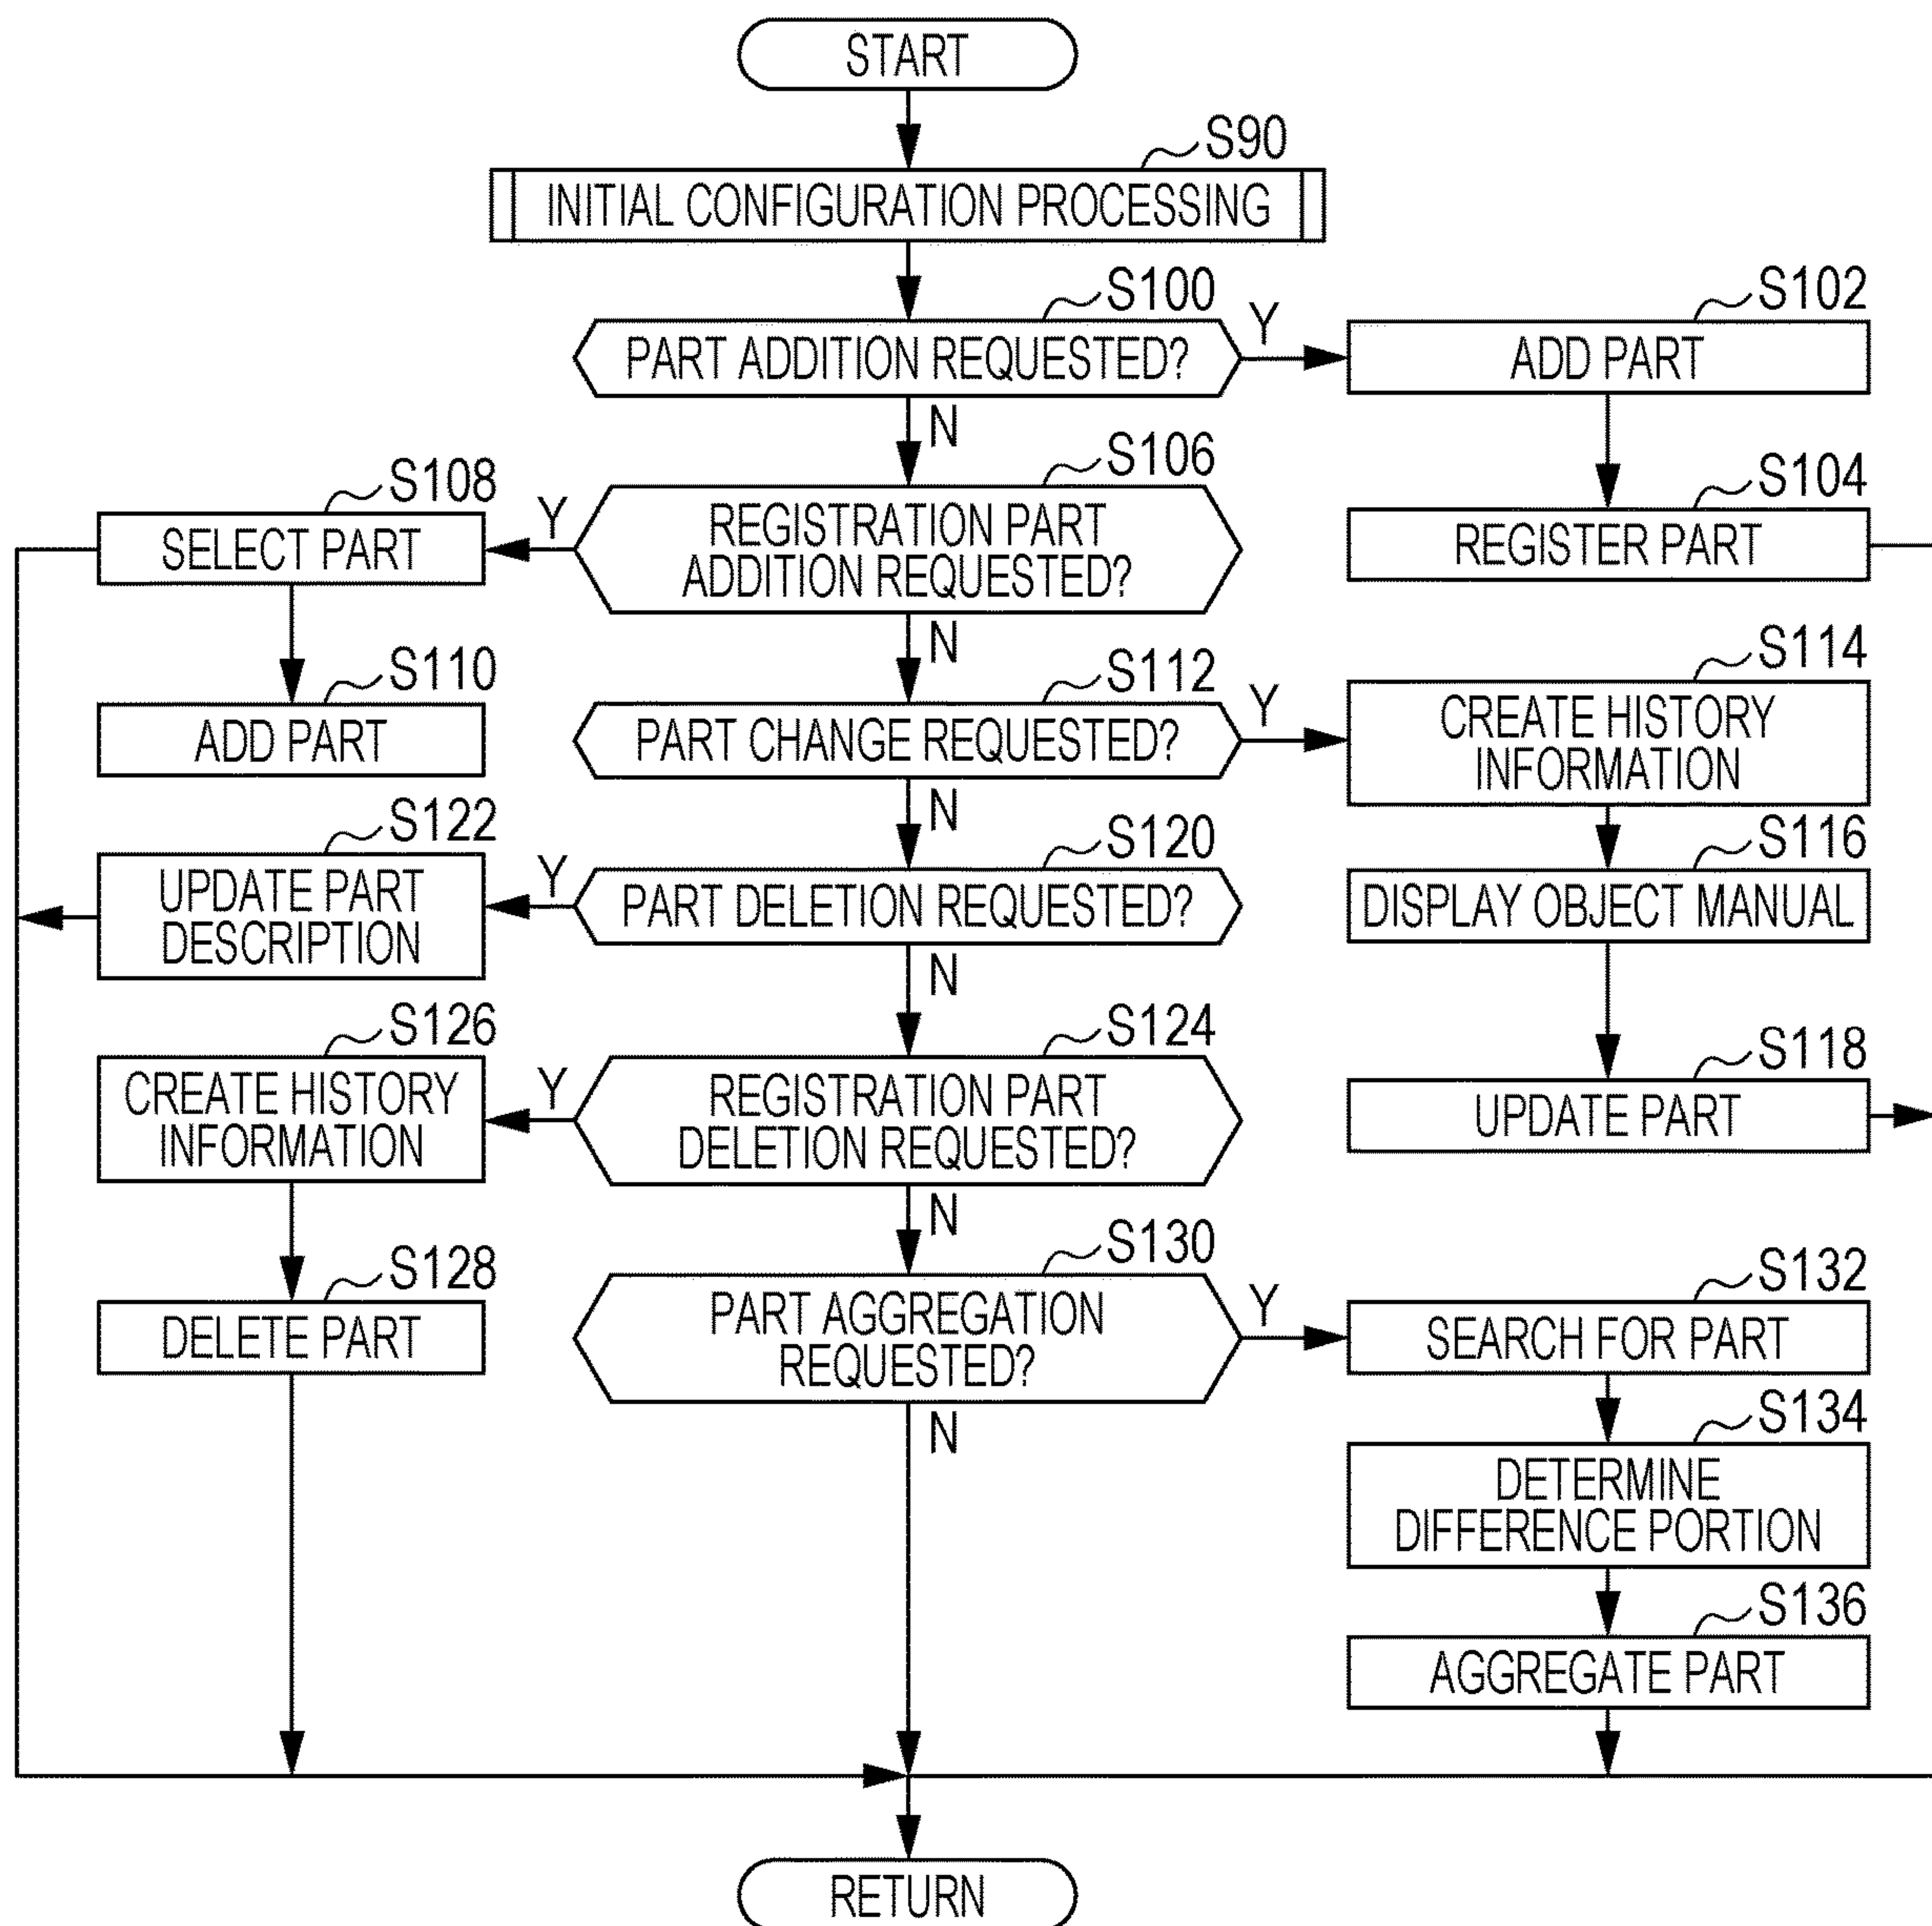 START
S90
INITIAL CONFIGURATION PROCESSING
S100
PART ADDITION REQUESTED?
Y
N
S102
ADD PART
S104
REGISTER PART
S106
REGISTRATION PART
ADDITION REQUESTED?
Y
N
S108
SELECT PART
S110
ADD PART
S112
PART CHANGE REQUESTED?
Y
N
S114
CREATE HISTORY
INFORMATION
S116
DISPLAY OBJECT MANUAL
S118
UPDATE PART
S120
PART DELETION REQUESTED?
Y
N
S122
UPDATE PART
DESCRIPTION
S124
REGISTRATION PART
DELETION REQUESTED?
Y
N
S126
CREATE HISTORY
INFORMATION
S128
DELETE PART
S130
PART AGGREGATION
REQUESTED?
Y
N
S132
SEARCH FOR PART
S134
DETERMINE
DIFFERENCE PORTION
S136
AGGREGATE PART
RETURN